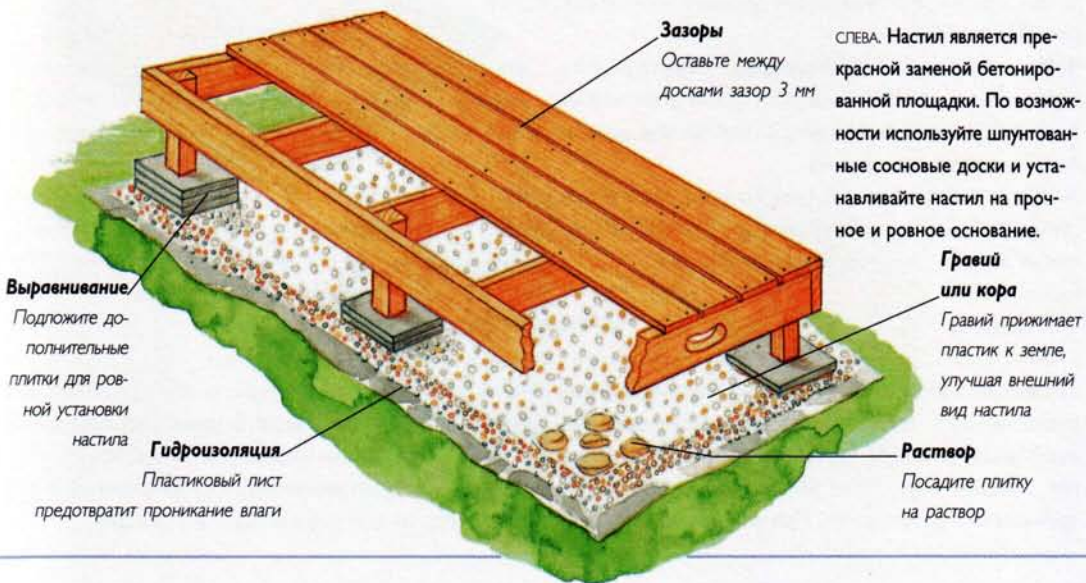 Зазоры
Оставьте между
досками зазор 3 мм
СЛЕВА. Настил является пре-
красной заменой бетониро-
ванной площадки. По возмож-
ности используйте шпунтован-
ные сосновые доски и уста-
навливайте настил на проч-
ное и ровное основание.
Гравий
или кора
Гравий прижимает
пластик к земле,
улучшая внешний
вид настила
Выравнивание
Подложите до-
полнительные
плитки для ров-
ной установки
настила
Гидроизоляция
Пластиковый лист
предотвратит проникание влаги
Раствор
Посадите плитку
на раствор